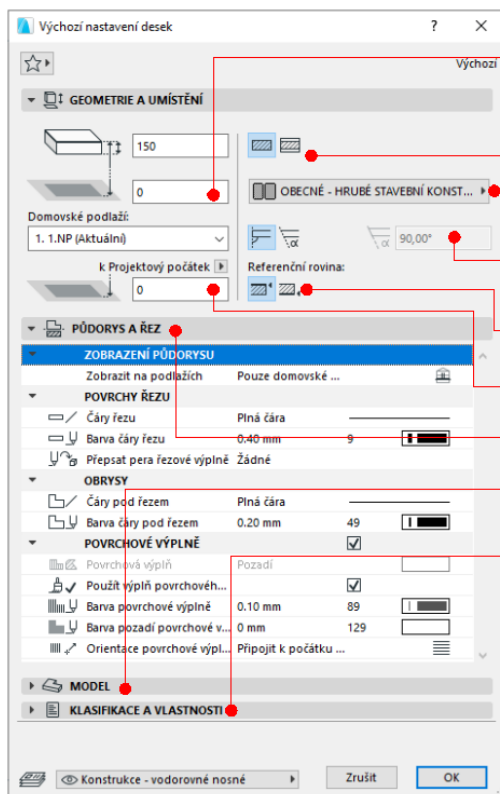 Výchozí nastavení desek ? X
Výchozí
GEOMETRIE A UMÍSTĚNÍ
150
0
OBECNÉ - HRUBÉ STAVEBNÍ KONST...
Domovské podlaží:
1. 1.NP (Aktuální)
α α α 90,00°
k Projektový počátek
Referenční rovina:
0
PŮDORYS A ŘEZ
ZOBRAZENÍ PŮDORYSU
Zobrazit na podlažích Pouze domovské ...
POVRCHY ŘEZU
Čáry řezu Plná čára
Barva čáry řezu 0.40 mm 9
Přepsat pera řezové výplně Žádné
OBRYSY
Čáry pod řezem Plná čára
Barva čáry pod řezem 0.20 mm 49
POVRCHOVÉ VÝPLNĚ
Povrchová výplň Pozadí
Použít výplň povrchovéh...
Barva povrchové výplně 0.10 mm 89
Barva pozadí povrchové v... 0 mm 129
Orientace povrchové výpl... Připojit k počátku ...
MODEL
KLASIFIKACE A VLASTNOSTI
Konstrukce - vodorovné nosné
Zrušit
OK